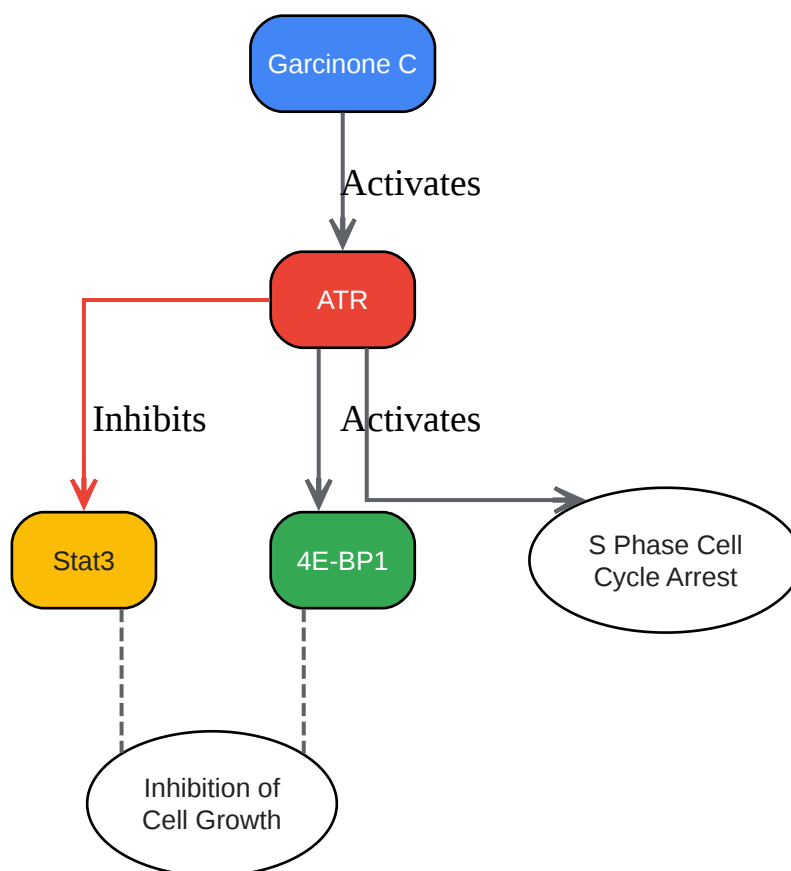 Garcinone C
Activates
ATR
Inhibits
Activates
Stat3
4E-BP1
S Phase Cell
Cycle Arrest
Inhibition of
Cell Growth